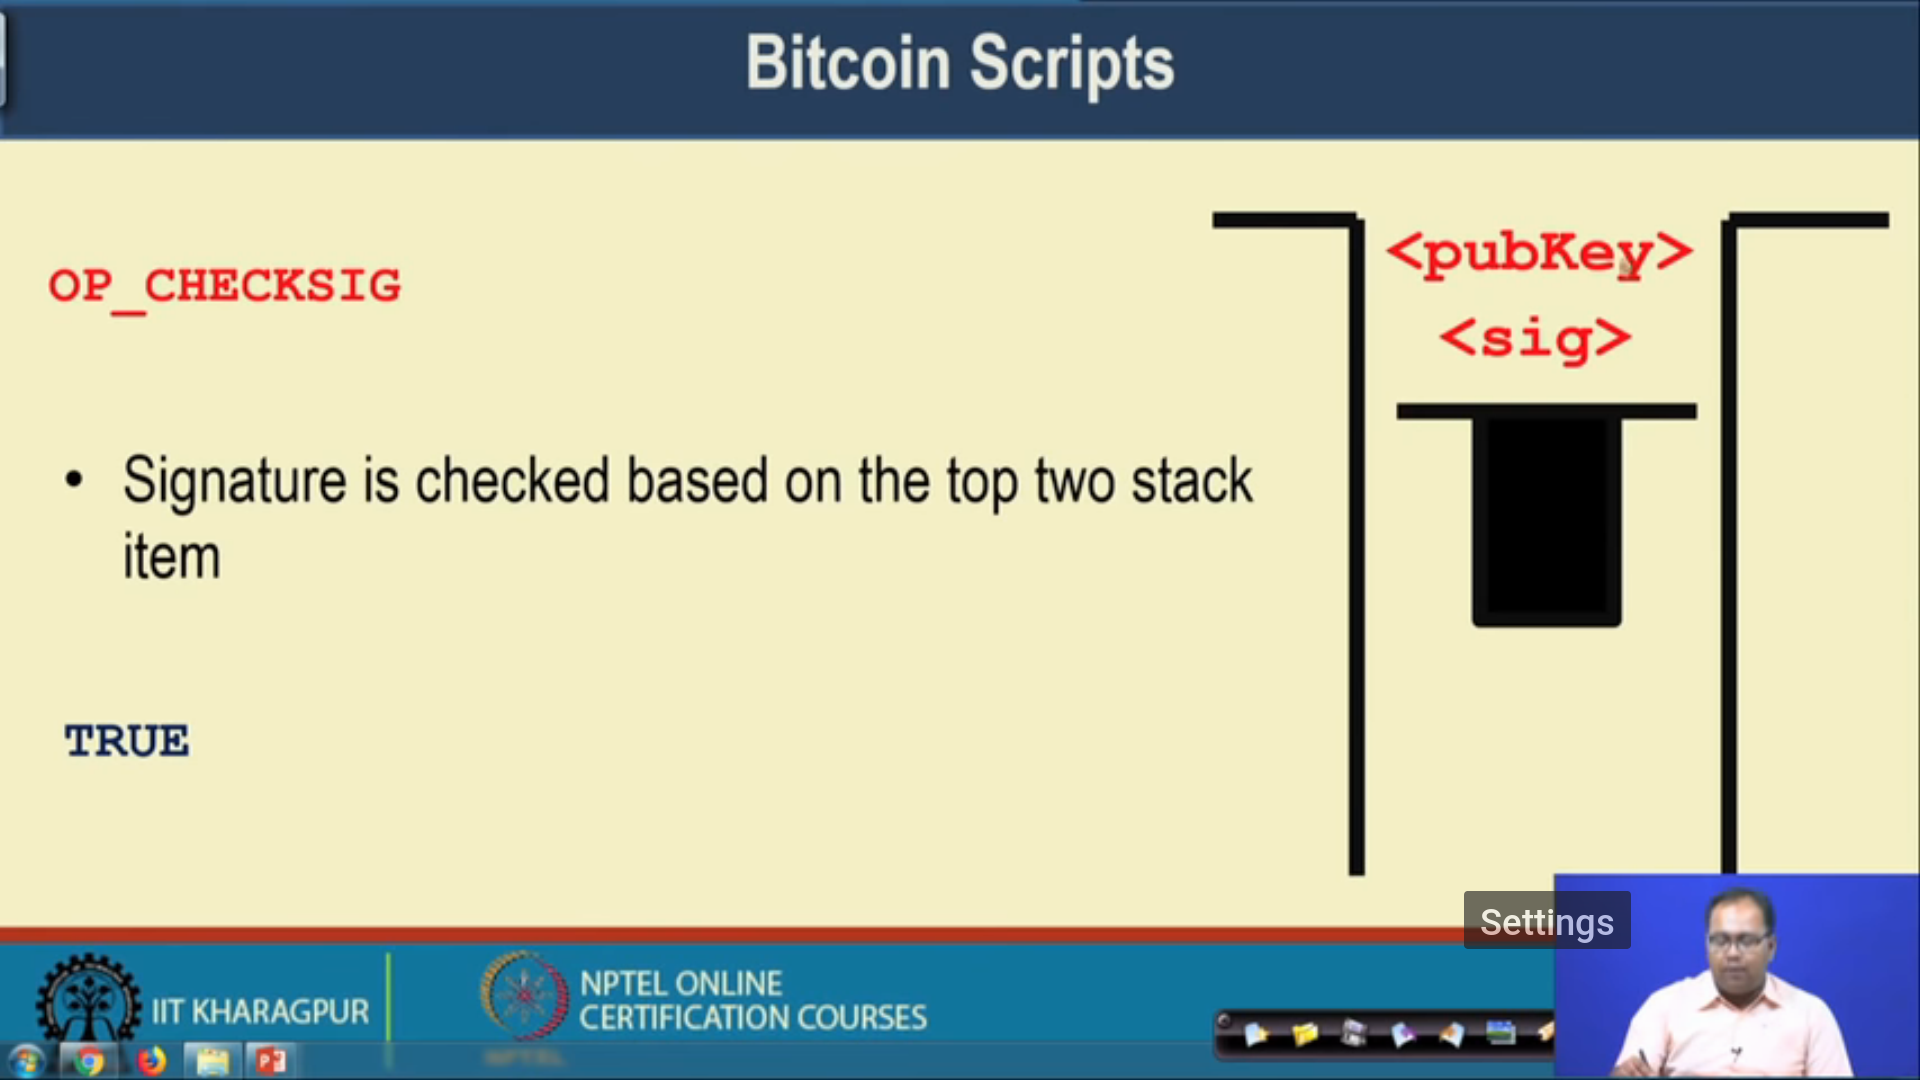 Bitcoin Scripts
OP_CHECKSIG
<pubKey>
<sig>
• Signature is checked based on the top two stack
item
TRUE
Settings
IIT KHARAGPUR
NPTEL ONLINE
CERTIFICATION COURSES
NPTEL